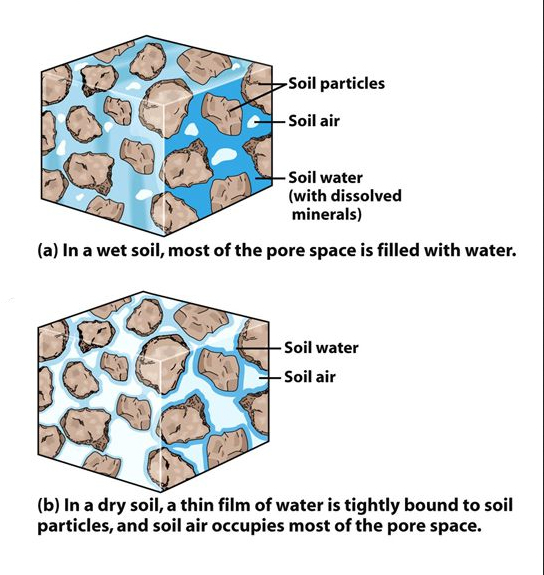 Soil particles
Soil air
Soil water
(with dissolved
minerals)
(a) In a wet soil, most of the pore space is filled with water.
Soil water
Soil air
(b) In a dry soil, a thin film of water is tightly bound to soil
particles, and soil air occupies most of the pore space.